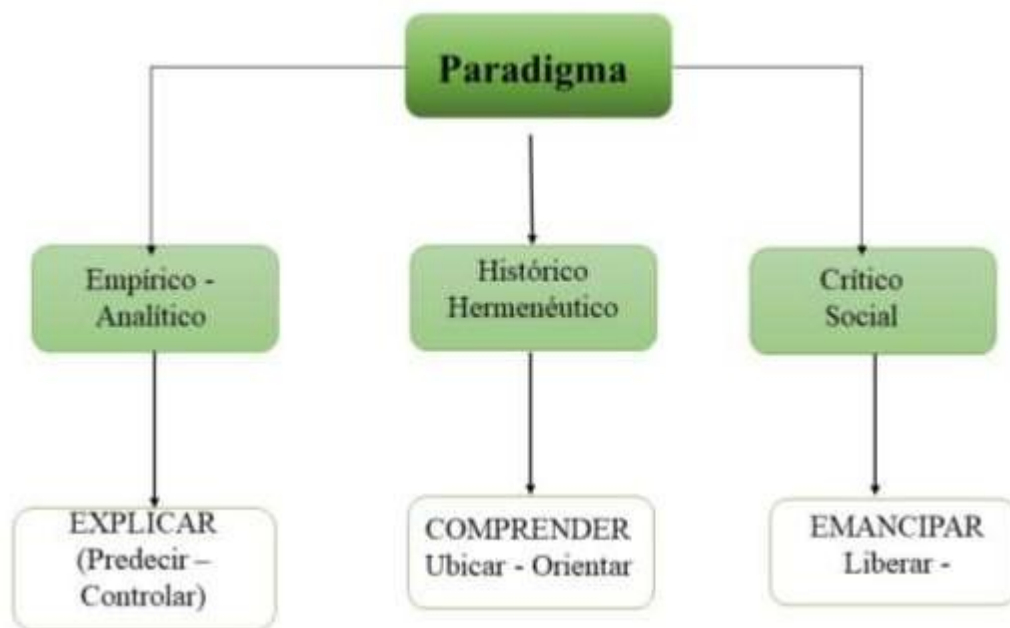 Paradigma
Empírico -
Analítico
Histórico
Hermenéutico
Crítico
Social
EXPLICAR
(Predecir –
Controlar)
COMPRENDER
Ubicar - Orientar
EMANCIPAR
Liberar -